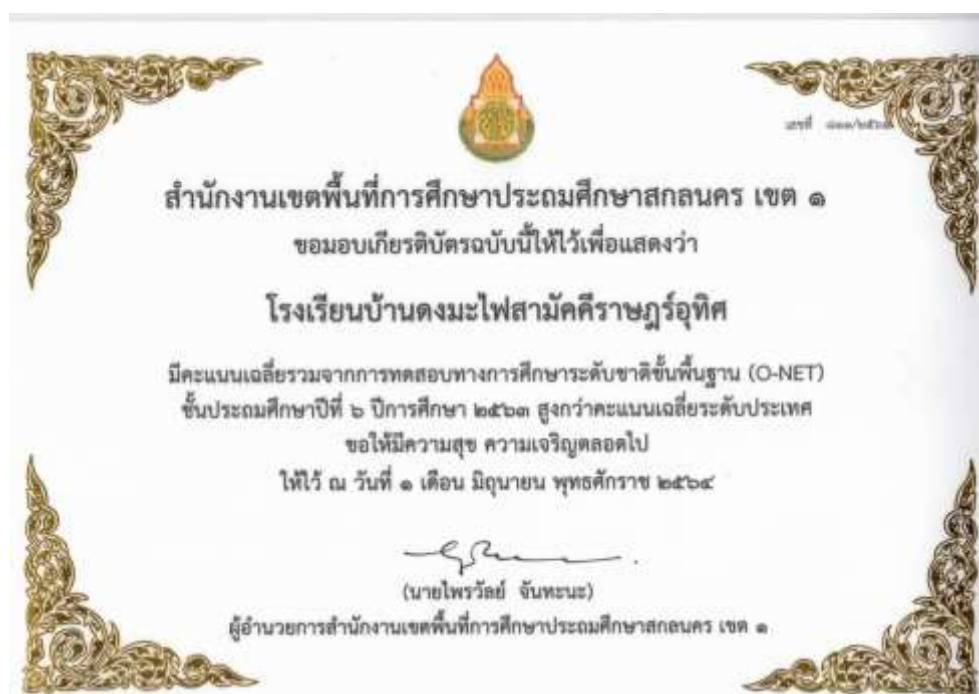 เลขที่
สำนักงานเขตพื้นที่การศึกษาประถมศึกษาสกลนคร เขต ๑
ขอมอบเกียรติบัตรฉบับนี้ให้ไว้เพื่อแสดงว่า
โรงเรียนบ้านดงมะไฟสามัคคีราษฎร์อุทิศ
มีคะแนนเฉลี่ยรวมจากการทดสอบทางการศึกษาระดับชาติขั้นพื้นฐาน (O-NET)
ชั้นประถมศึกษาปีที่ ๖ ปีการศึกษา ๒๕๖๓ สูงกว่าคะแนนเฉลี่ยระดับประเทศ
ขอให้มีความสุข ความเจริญตลอดไป
ให้ไว้ ณ วันที่ ๑ เดือน มิถุนายน พุทธศักราช ๒๕๖๔
(นายไพรวัลย์ จันทะนะ)
ผู้อำนวยการสำนักงานเขตพื้นที่การศึกษาประถมศึกษาสกลนคร เขต ๑